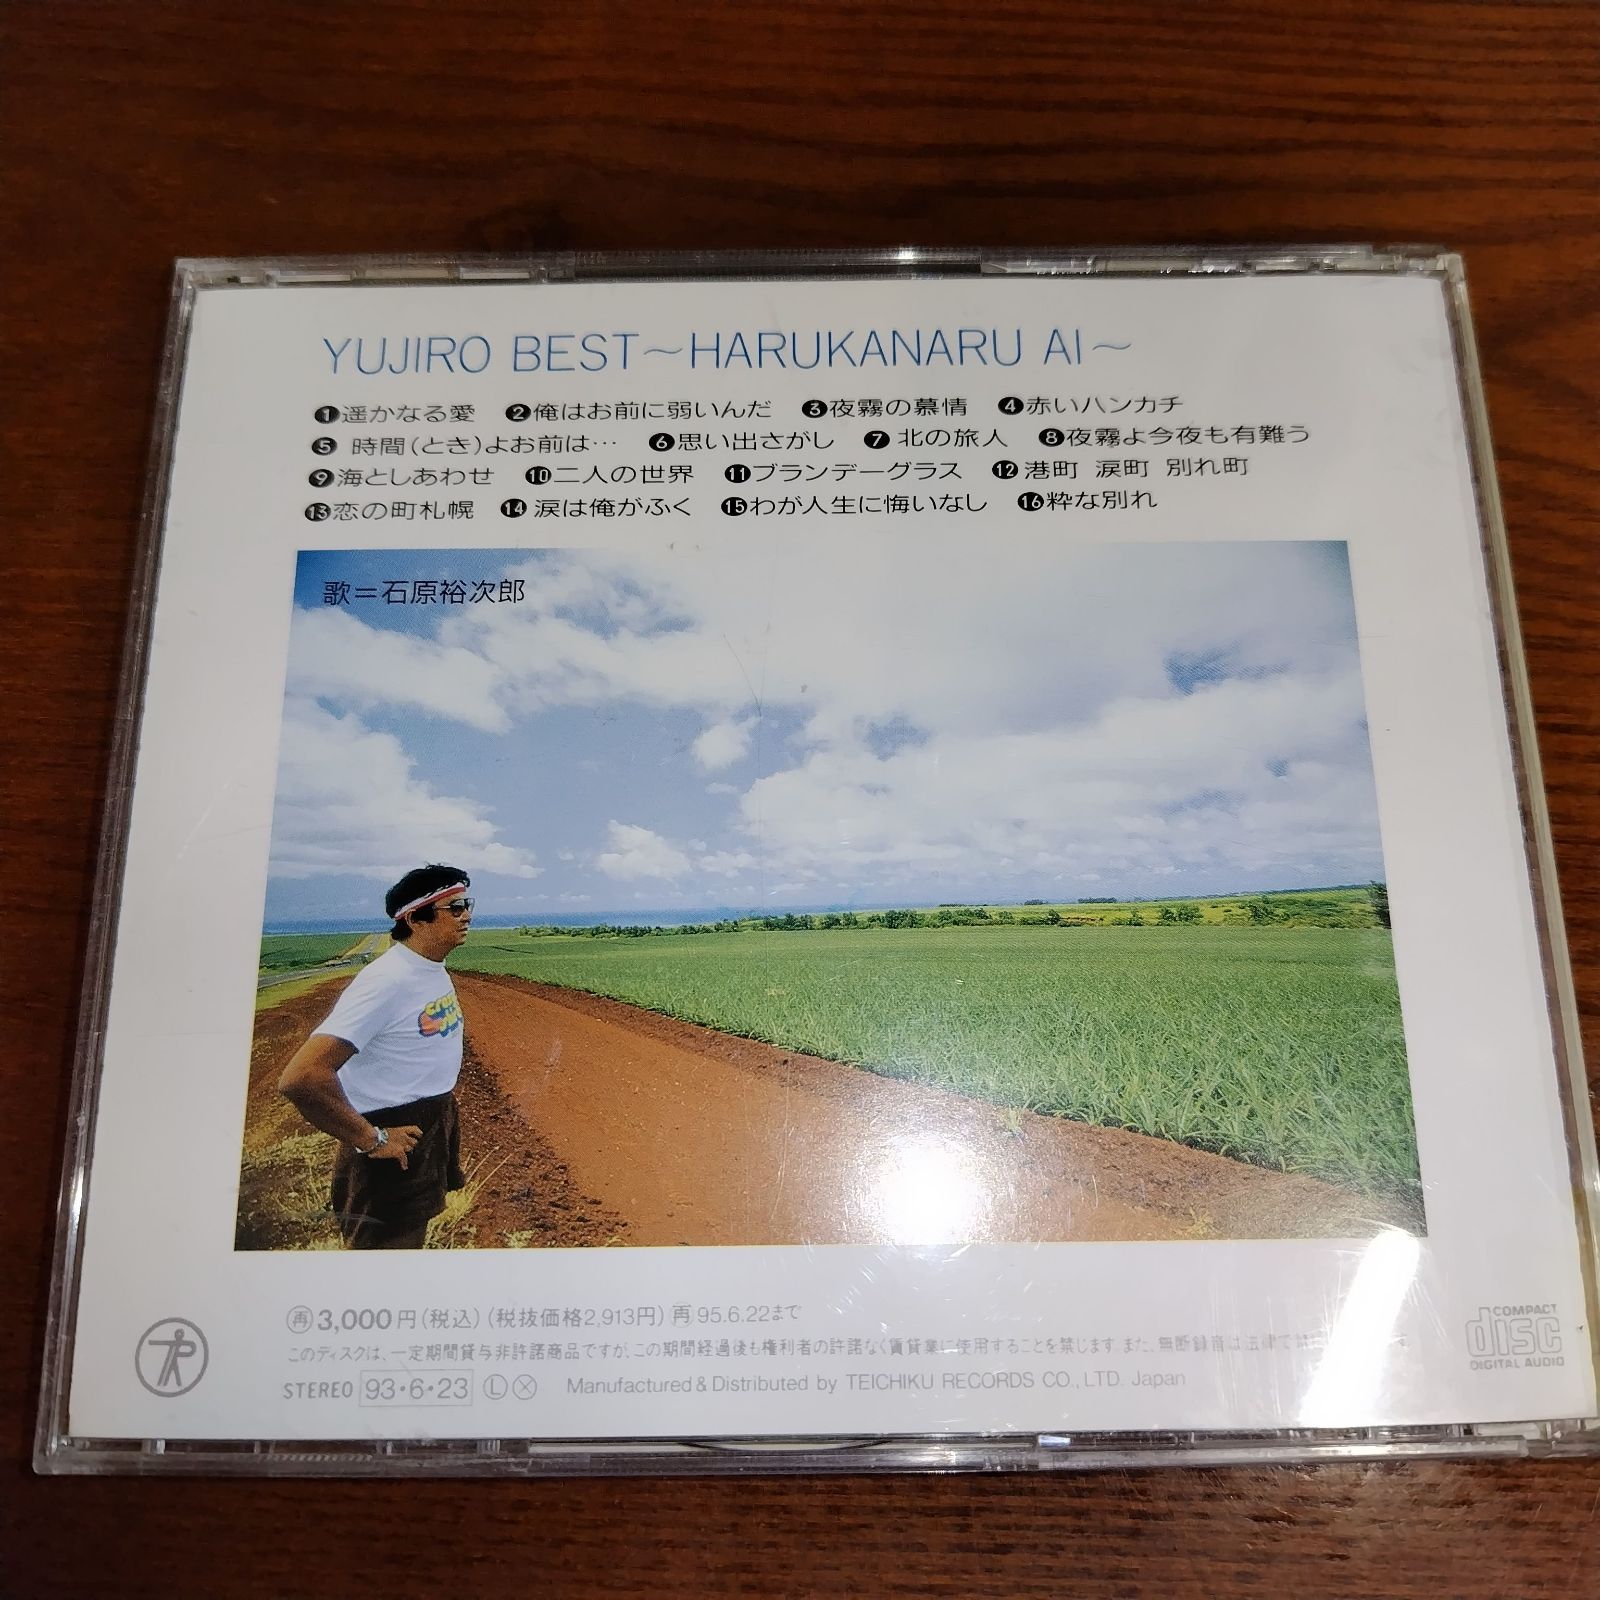 YUJIRO BEST～HARUKANARU AI～
❶遥かなる愛 ❷俺はお前に弱いんだ ❸夜霧の慕情 ❹赤いハンカチ
❺時間(とき)よお前は… ❻思い出さがし ❼北の旅人 ❽夜霧よ今夜も有難う
❾海としあわせ ❿二人の世界 ⓫ブランデーグラス ⓬港町 涙町 別れ町
⓭恋の町札幌 ⓮涙は俺がふく ⓯わが人生に悔いなし ⓰粋な別れ
歌＝石原裕次郎
㊢3,000円(税込)(税抜価格2,913円) 再95.6.22まで
このディスクは、一定期間貸与非許諾商品ですが、この期間経過後も権利者の許諾なく賃貸業に使用することを禁じます。また、無断録音は法律で
STEREO 93・6・23 Ⓛ Ⓧ Manufactured & Distributed by TEICHIKU RECORDS CO., LTD. Japan
COMPACT
disc
DIGITAL AUDIO